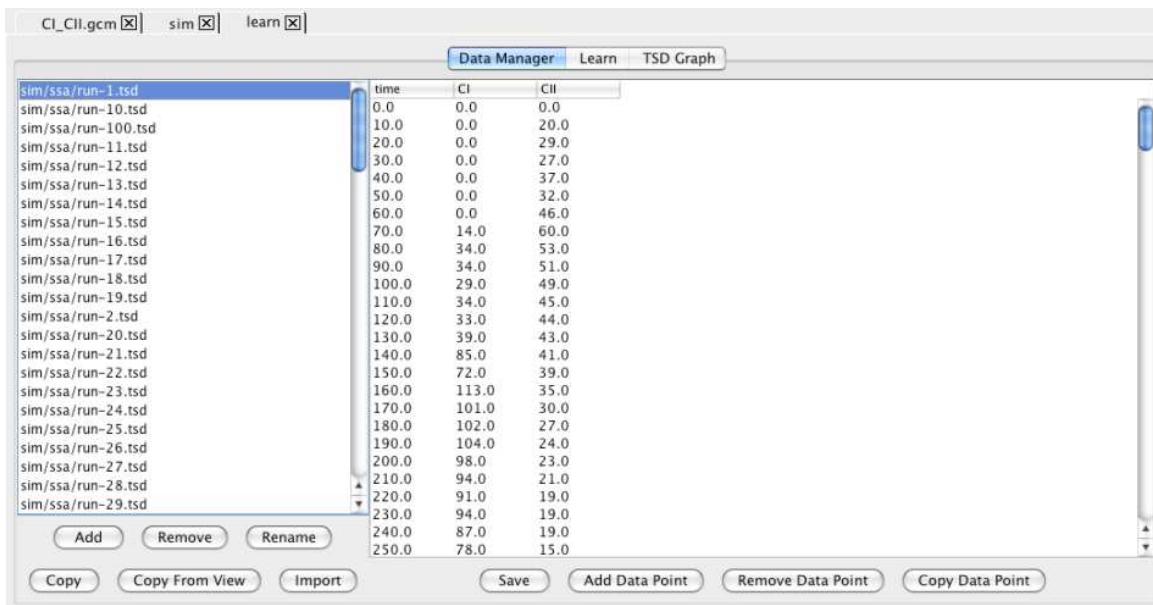 CI_CII.gcm sim learn
Data Manager Learn TSD Graph
sim/ssa/run-1.tsd
sim/ssa/run-10.tsd
sim/ssa/run-100.tsd
sim/ssa/run-11.tsd
sim/ssa/run-12.tsd
sim/ssa/run-13.tsd
sim/ssa/run-14.tsd
sim/ssa/run-15.tsd
sim/ssa/run-16.tsd
sim/ssa/run-17.tsd
sim/ssa/run-18.tsd
sim/ssa/run-19.tsd
sim/ssa/run-2.tsd
sim/ssa/run-20.tsd
sim/ssa/run-21.tsd
sim/ssa/run-22.tsd
sim/ssa/run-23.tsd
sim/ssa/run-24.tsd
sim/ssa/run-25.tsd
sim/ssa/run-26.tsd
sim/ssa/run-27.tsd
sim/ssa/run-28.tsd
sim/ssa/run-29.tsd
time CI CII
0.0 0.0 0.0
10.0 0.0 20.0
20.0 0.0 29.0
30.0 0.0 27.0
40.0 0.0 37.0
50.0 0.0 32.0
60.0 0.0 46.0
70.0 14.0 60.0
80.0 34.0 53.0
90.0 34.0 51.0
100.0 29.0 49.0
110.0 34.0 45.0
120.0 33.0 44.0
130.0 39.0 43.0
140.0 85.0 41.0
150.0 72.0 39.0
160.0 113.0 35.0
170.0 101.0 30.0
180.0 102.0 27.0
190.0 104.0 24.0
200.0 98.0 23.0
210.0 94.0 21.0
220.0 91.0 19.0
230.0 94.0 19.0
240.0 87.0 19.0
250.0 78.0 15.0
Add Remove Rename
Copy Copy From View Import Save Add Data Point Remove Data Point Copy Data Point